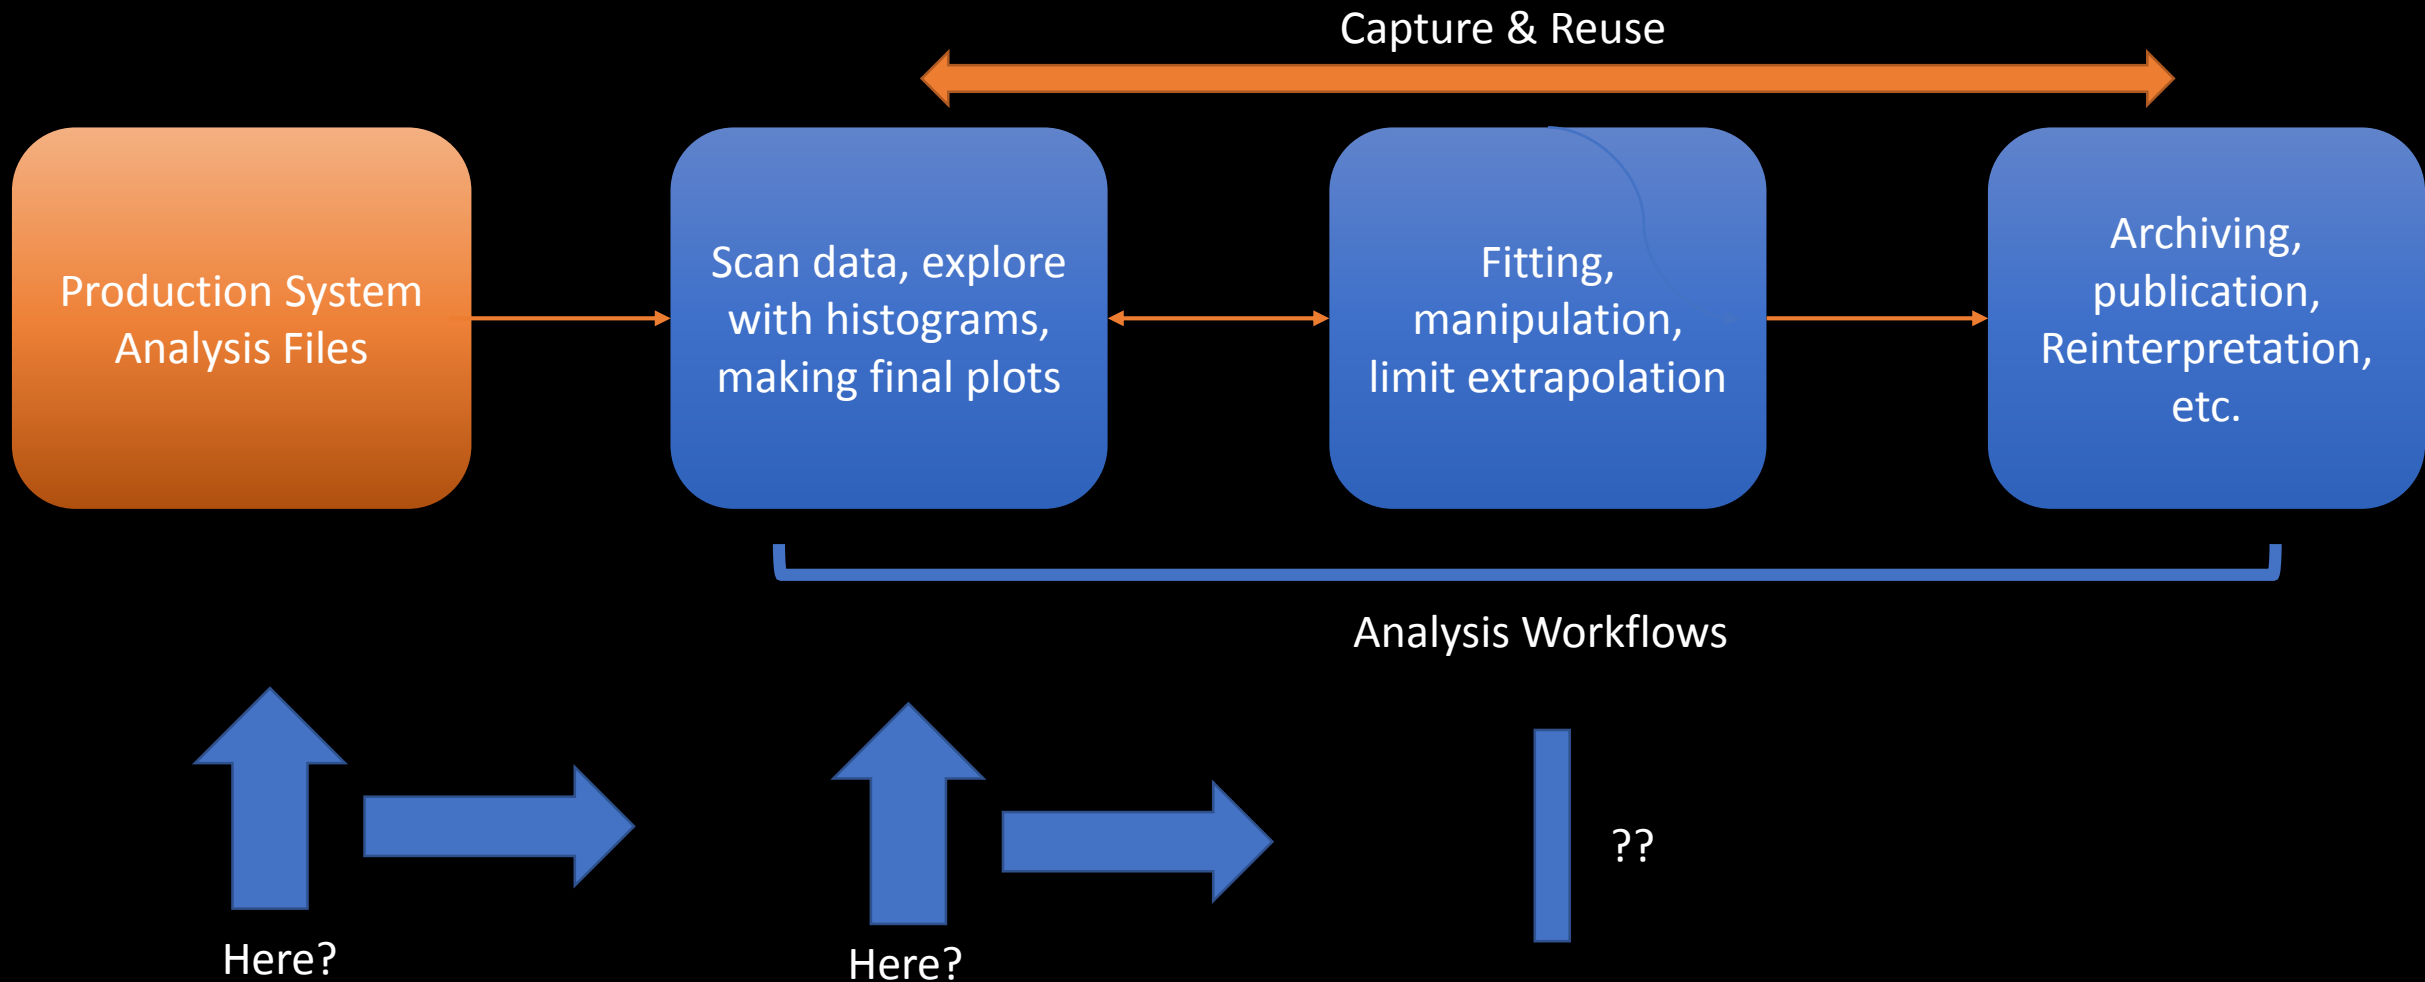 Capture & Reuse
Production System
Analysis Files
Scan data, explore
with histograms,
making final plots
Fitting,
manipulation,
limit extrapolation
Archiving,
publication,
Reinterpretation,
etc.
Analysis Workflows
??
Here?
Here?